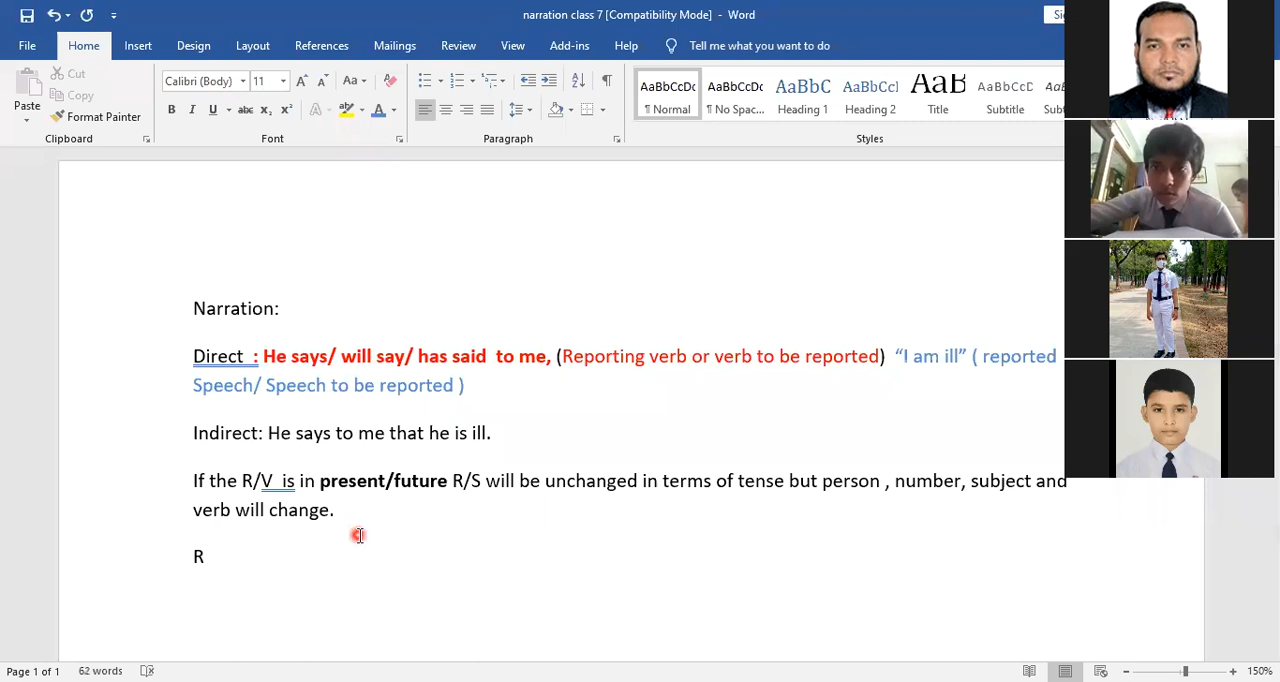 narration class 7 [Compatibility Mode] - Word
File Home Insert Design Layout References Mailings Review View Add-ins Help Tell me what you want to do
Paste Cut Copy Format Painter
Calibri (Body) 11
AaBbCcDc AaBbCcDc AaBbC AaBbCcI AaB AaBbCcD
¶ Normal ¶ No Spac... Heading 1 Heading 2 Title Subtitle
Clipboard Font Paragraph Styles
Narration:
Direct : He says/ will say/ has said to me, (Reporting verb or verb to be reported) “I am ill” ( reported
Speech/ Speech to be reported )
Indirect: He says to me that he is ill.
If the R/V is in present/future R/S will be unchanged in terms of tense but person , number, subject and
verb will change.
R
Page 1 of 1 62 words 150%